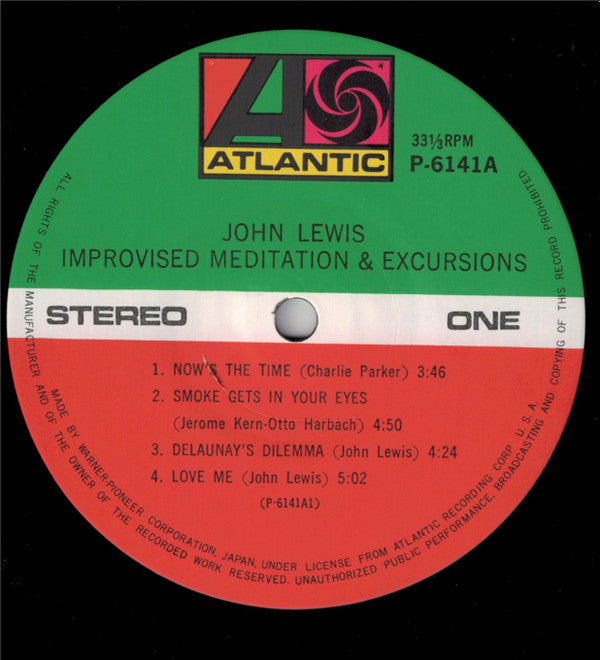 ATLANTIC
33⅓RPM
P-6141A
JOHN LEWIS
IMPROVISED MEDITATION & EXCURSIONS
STEREO
ONE
1. NOW'S THE TIME (Charlie Parker) 3:46
2. SMOKE GETS IN YOUR EYES
(Jerome Kern-Otto Harbach) 4:50
3. DELAUNAY'S DILEMMA (John Lewis) 4:24
4. LOVE ME (John Lewis) 5:02
(P-6141A1)
MADE BY WARNER-PIONEER CORPORATION, JAPAN, UNDER LICENSE FROM ATLANTIC RECORDING CORP. U.S.A.
ALL RIGHTS OF THE MANUFACTURER AND OF THE OWNER OF THE RECORDED WORK RESERVED. UNAUTHORIZED PUBLIC PERFORMANCE, BROADCASTING AND COPYING OF THIS RECORD PROHIBITED.